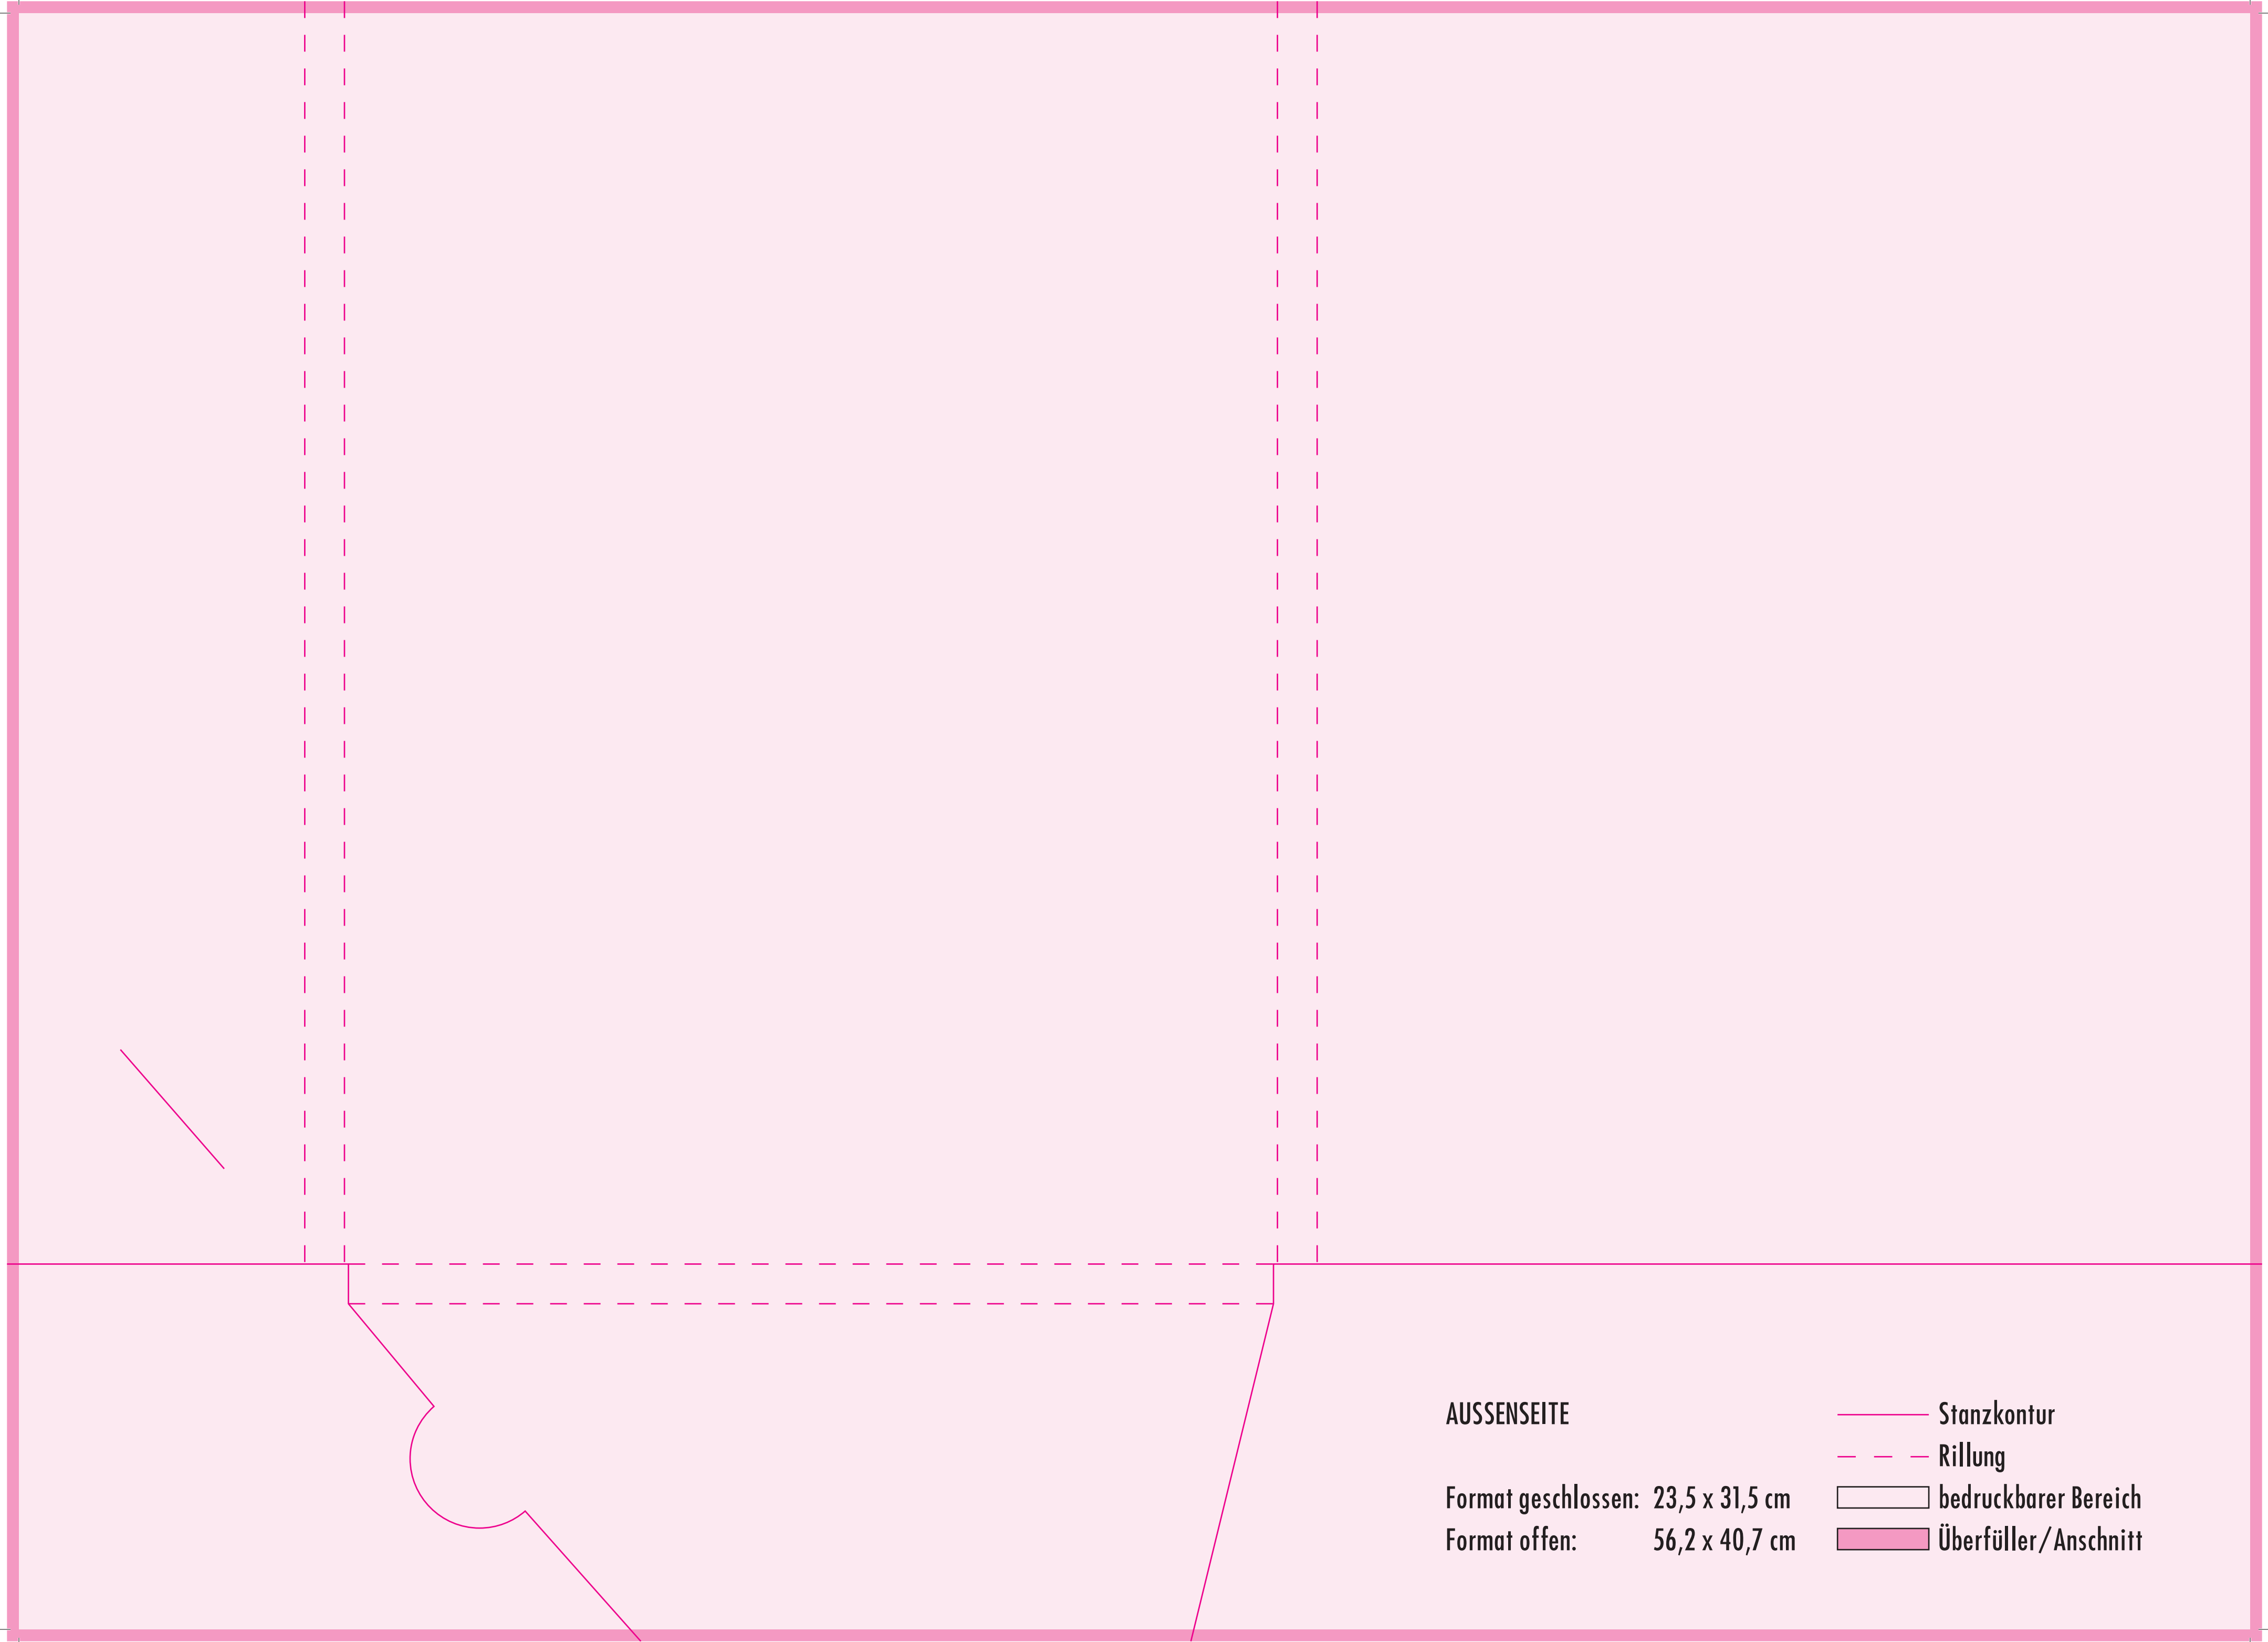 AUSSENSEITE
Format geschlossen: 23,5 x 31,5 cm
Format offen: 56,2 x 40,7 cm
Stanzkontur
Rillung
bedruckbarer Bereich
Überfüller/Anschnitt